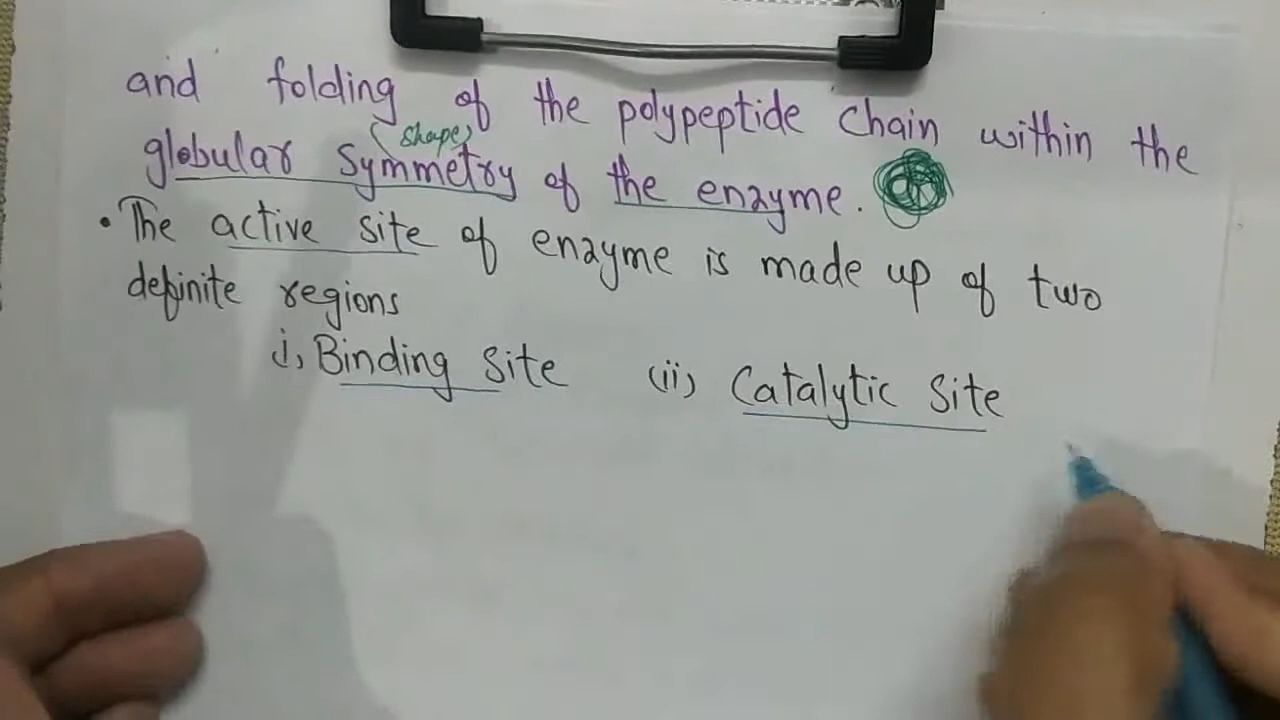 and folding of the polypeptide chain within the
(shape)
globular symmetry of the enzyme.
• The active site of enzyme is made up of two
definite regions
i, Binding site (ii) Catalytic site